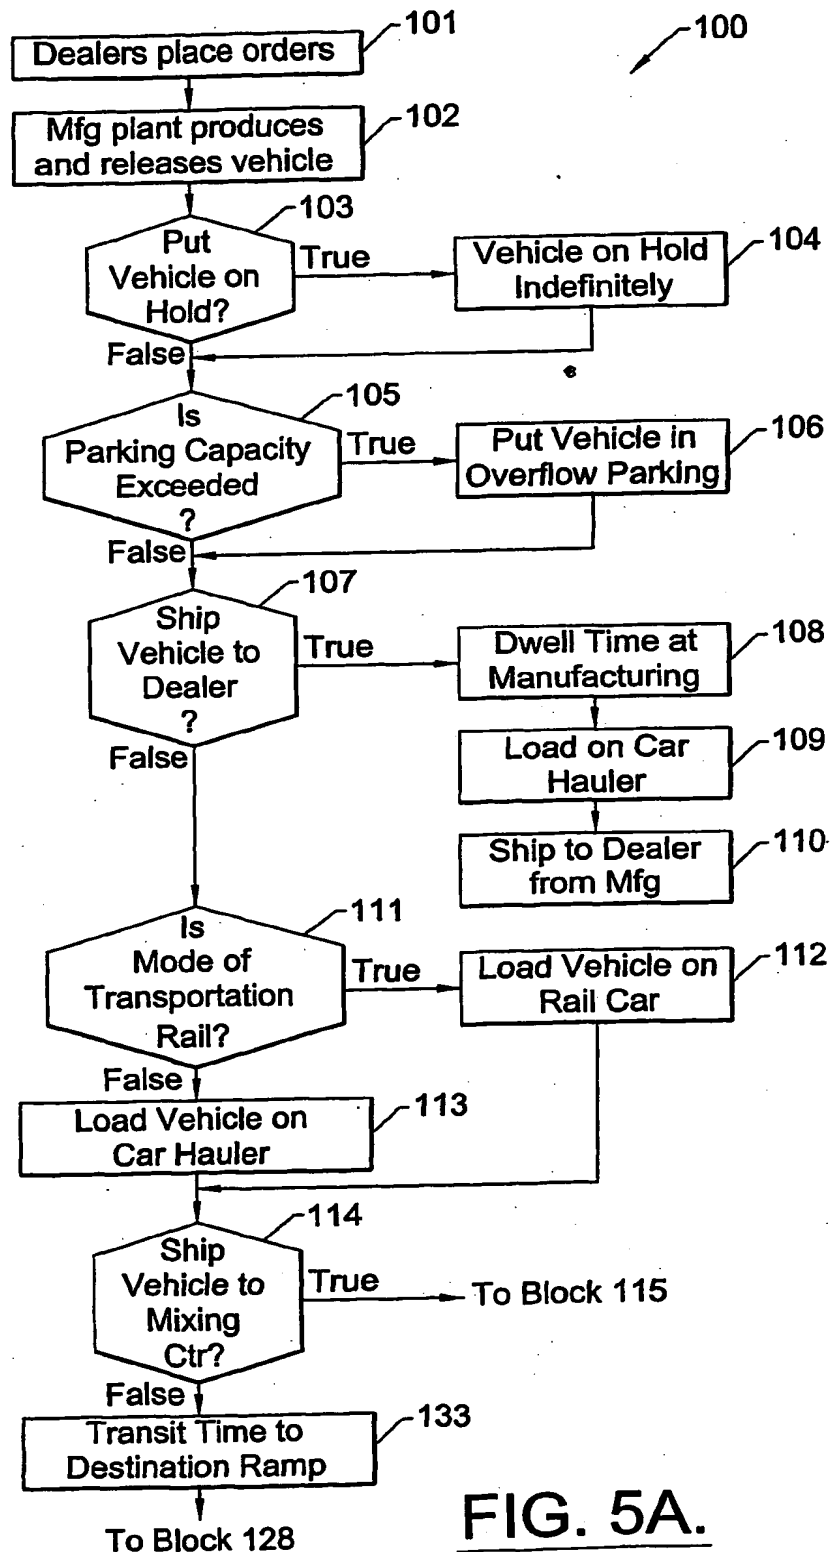 101
Dealers place orders
100
102
Mfg plant produces
and releases vehicle
103
Put
Vehicle on
Hold?
True
Vehicle on Hold
Indefinitely
104
False
105
Is
Parking Capacity
Exceeded
?
True
Put Vehicle in
Overflow Parking
106
False
107
Ship
Vehicle to
Dealer
?
True
Dwell Time at
Manufacturing
108
False
Load on Car
Hauler
109
Ship to Dealer
from Mfg
110
111
Is
Mode of
Transportation
Rail?
True
Load Vehicle on
Rail Car
112
False
Load Vehicle on
Car Hauler
113
114
Ship
Vehicle to
Mixing
Ctr?
True
To Block 115
False
Transit Time to
Destination Ramp
133
To Block 128
FIG. 5A.